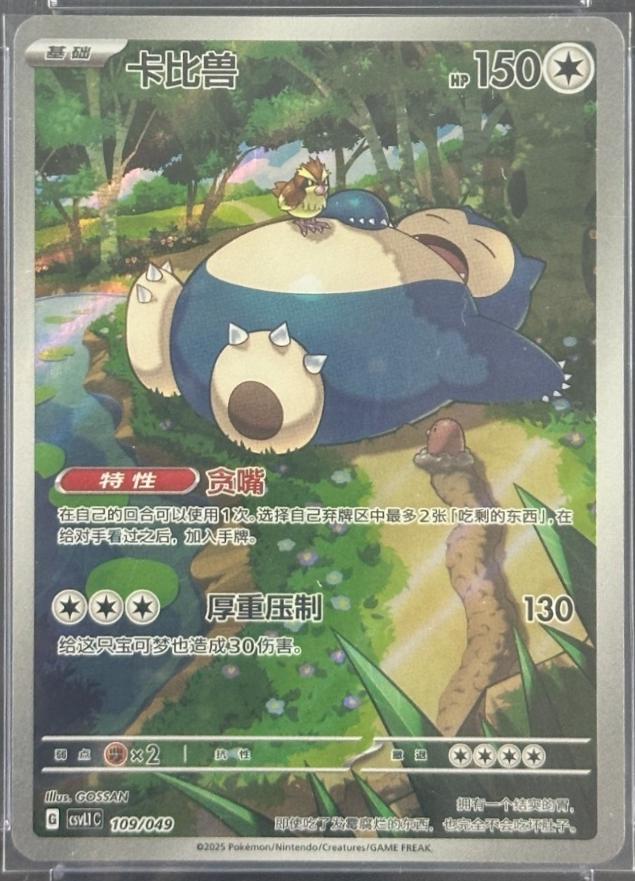 基础
卡比兽
HP 150
特性 贪嘴
在自己的回合可以使用1次。选择自己弃牌区中最多2张「吃剩的东西」,在
给对手看过之后，加入手牌。
厚重压制 130
给这只宝可梦也造成30伤害。
弱点 ×2 抗性 撤退
Illus. GOSSAN
G CSVL1 C 109/049
拥有一个结实的胃，
即使吃了发霉腐烂的东西，也完全不会吃坏肚子。
©2025 Pokémon/Nintendo/Creatures/GAME FREAK.